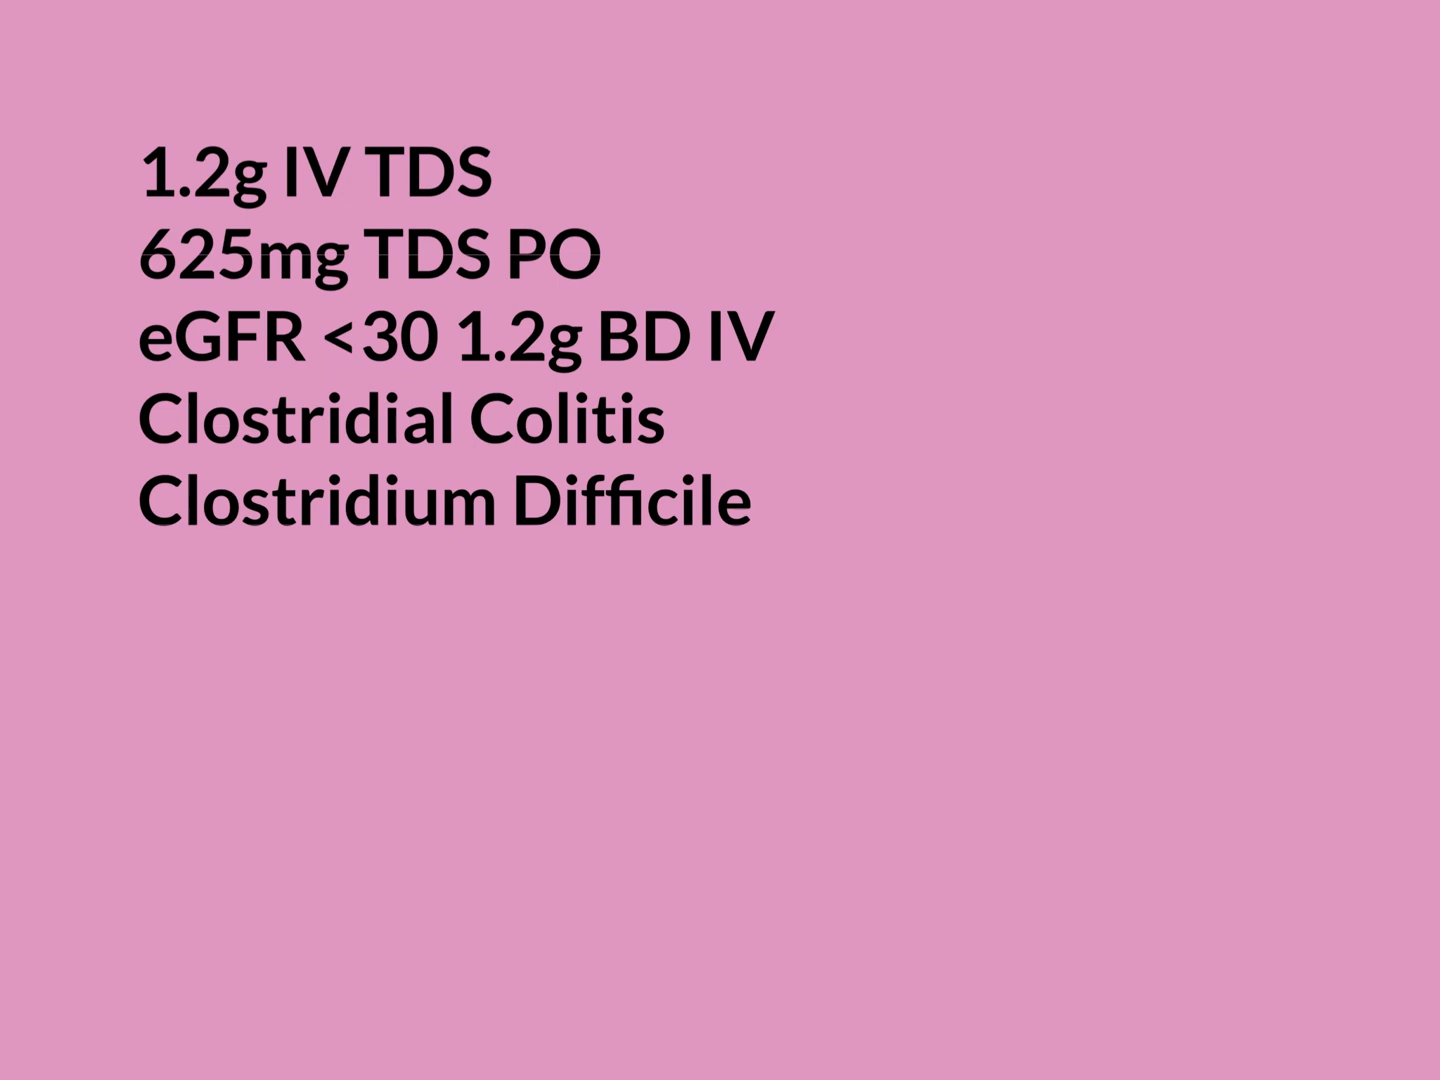 1.2g IV TDS
625mg TDS PO
eGFR <30 1.2g BD IV
Clostridial Colitis
Clostridium Difficile